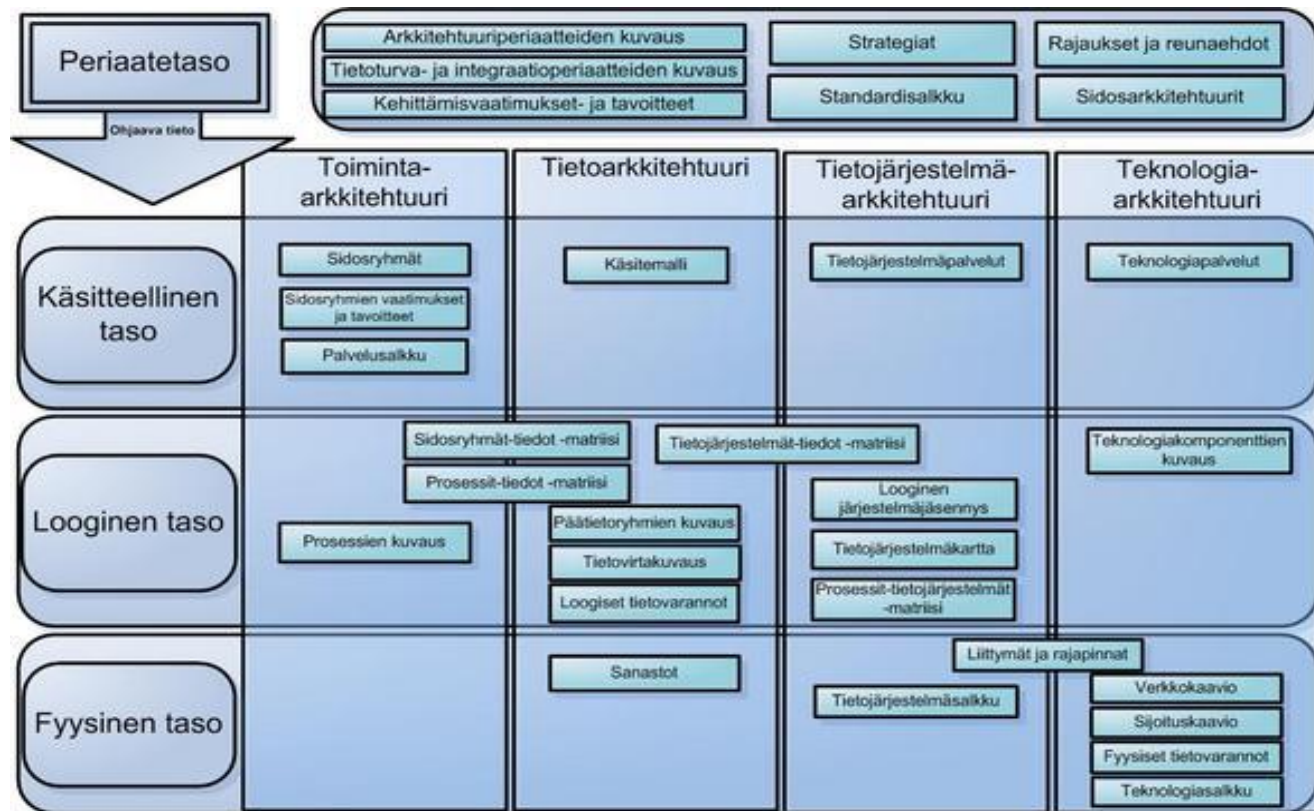 Periaatetaso
Ohjaava tieto
Arkkitehtuuriperiaatteiden kuvaus
Tietoturva- ja integraatioperiaatteiden kuvaus
Kehittämisvaatimukset- ja tavoitteet
Strategiat
Standardisalkku
Rajaukset ja reunaehdot
Sidosarkkitehtuurit
Toiminta-
arkkitehtuuri
Tietoarkkitehtuuri
Tietojärjestelmä-
arkkitehtuuri
Teknologia-
arkkitehtuuri
Käsitteellinen
taso
Sidosryhmät
Sidosryhmien vaatimukset
ja tavoitteet
Palvelusalkku
Käsitemalli
Tietojärjestelmäpalvelut
Teknologiapalvelut
Looginen taso
Sidosryhmät-tiedot -matriisi
Prosessit-tiedot -matriisi
Prosessien kuvaus
Päätietoryhmien kuvaus
Tietovirtakuvaus
Loogiset tietovarannot
Tietojärjestelmät-tiedot -matriisi
Looginen
järjestelmäjäsennys
Tietojärjestelmäkartta
Prosessit-tietojärjestelmät
-matriisi
Teknologiakomponenttien
kuvaus
Fyysinen taso
Sanastot
Liittymät ja rajapinnat
Tietojärjestelmäsalkku
Verkkokaavio
Sijoituskaavio
Fyysiset tietovarannot
Teknologiasalkku